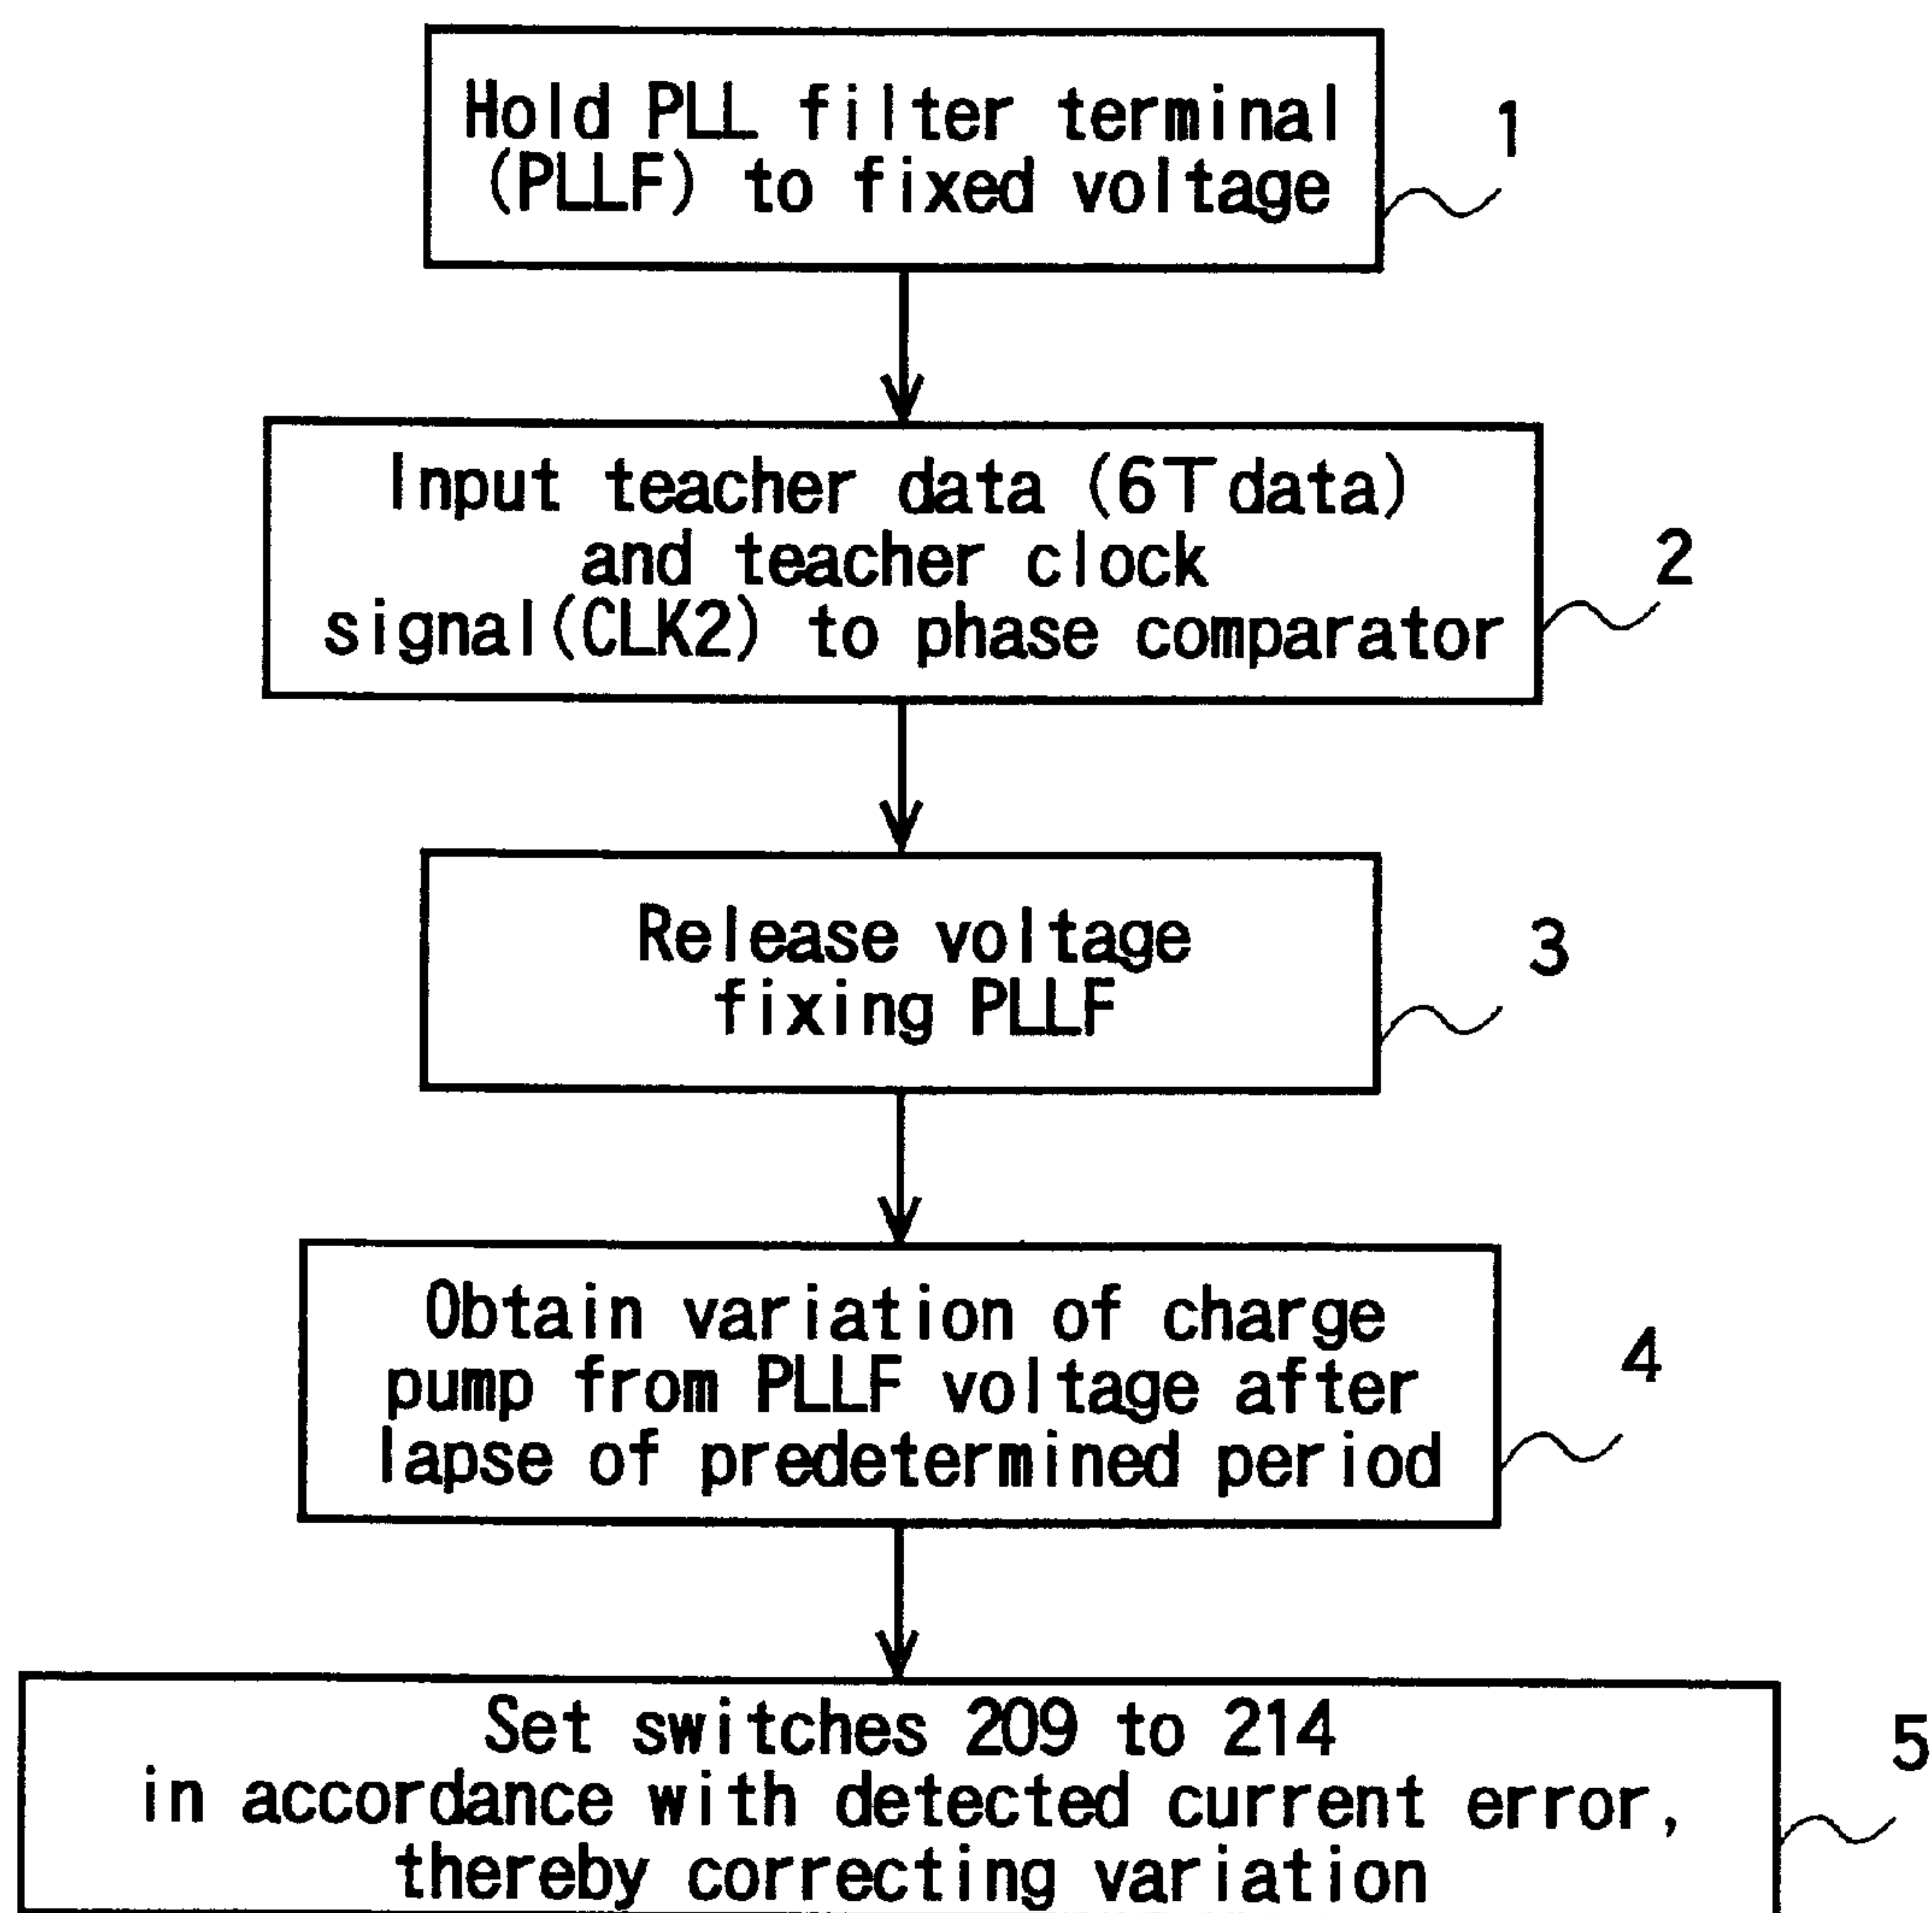 Hold PLL filter terminal
(PLLF) to fixed voltage
1
Input teacher data (6T data)
and teacher clock
signal(CLK2) to phase comparator
2
Release voltage
fixing PLLF
3
Obtain variation of charge
pump from PLLF voltage after
lapse of predetermined period
4
Set switches 209 to 214
in accordance with detected current error,
thereby correcting variation
5